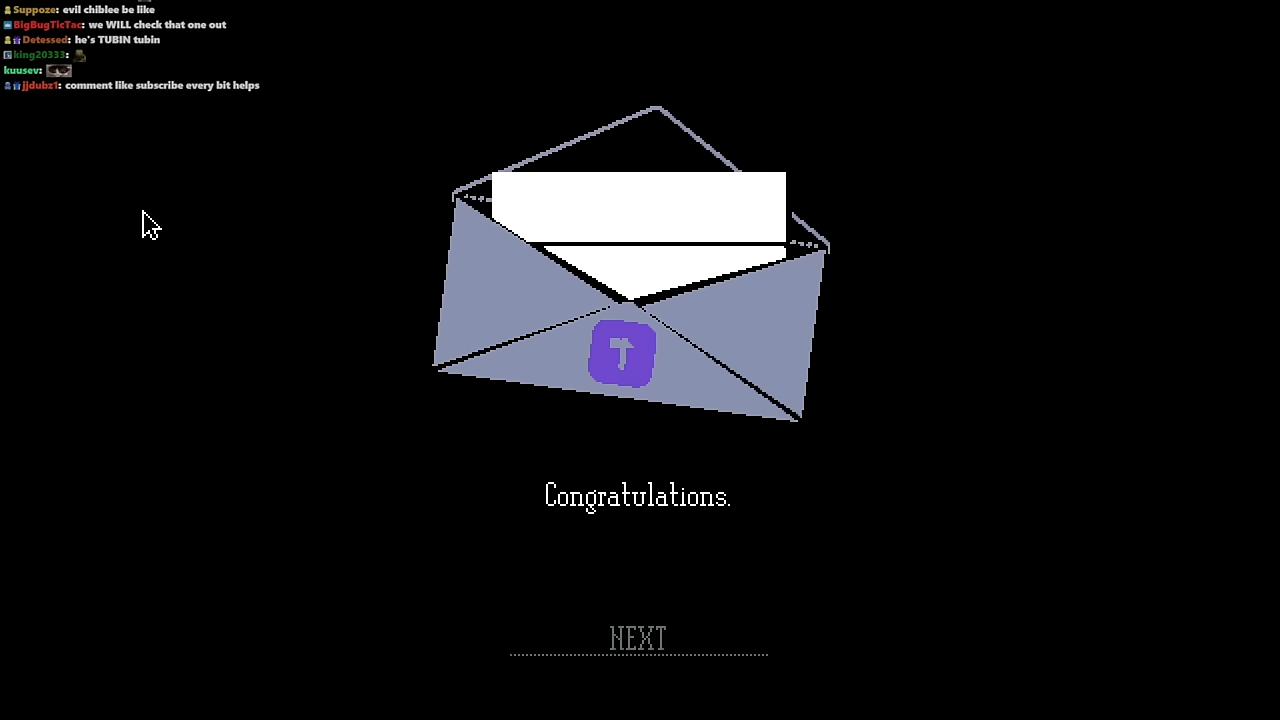 Suppoze: evil chiblee be like
BigBugTicTac: we WILL check that one out
Detessed: he's TUBIN tubin
king20333:
kuusev:
jjdubz1: comment like subscribe every bit helps
Congratulations.
NEXT